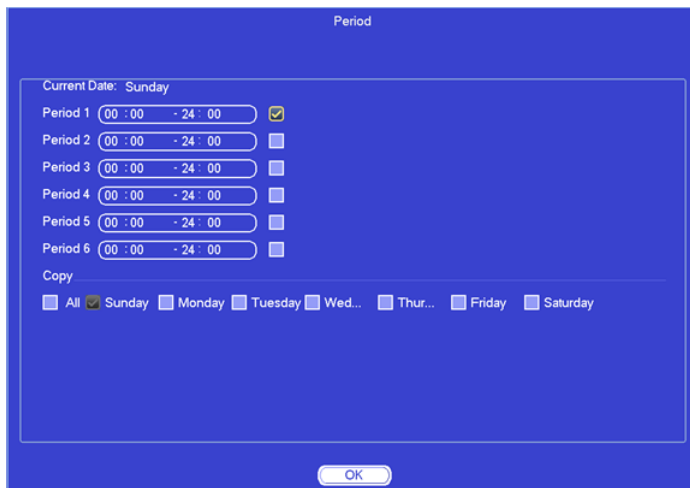 Period
Current Date: Sunday
Period 1 00 :00 - 24 : 00
Period 2 00 :00 - 24 : 00
Period 3 00 :00 - 24 : 00
Period 4 00 :00 - 24 : 00
Period 5 00 :00 - 24 : 00
Period 6 00 :00 - 24 : 00
Copy
All Sunday Monday Tuesday Wed... Thur... Friday Saturday
OK